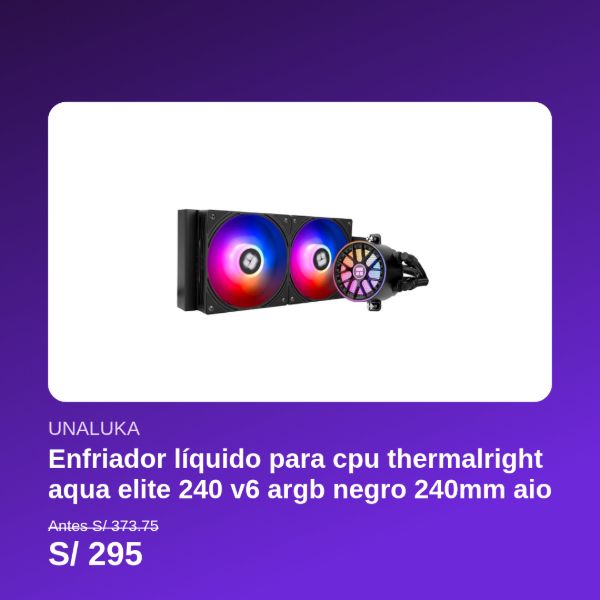 UNALUKA
Enfriador líquido para cpu thermalright
aqua elite 240 v6 argb negro 240mm aio
Antes S/ 373.75
S/ 295